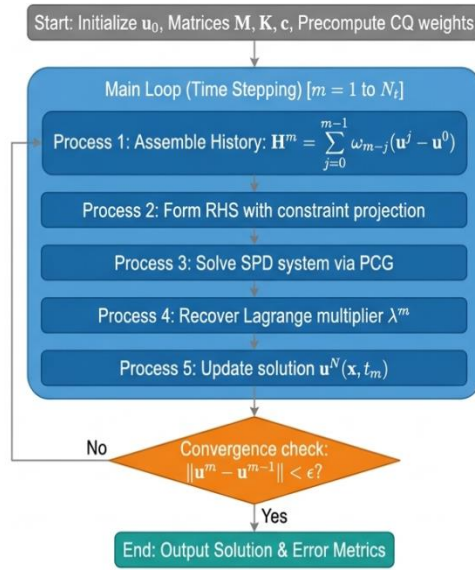 Start: Initialize u₀, Matrices M, K, c, Precompute CQ weights
Main Loop (Time Stepping) [m = 1 to Nₜ]
Process 1: Assemble History: Hᵐ = ∑_{j=0}^{m−1} ω_{m−j}(uʲ − u⁰)
Process 2: Form RHS with constraint projection
Process 3: Solve SPD system via PCG
Process 4: Recover Lagrange multiplier λᵐ
Process 5: Update solution uᴺ(x, tₘ)
No
Convergence check:
‖uᵐ − uᵐ⁻¹‖ < ϵ?
Yes
End: Output Solution & Error Metrics